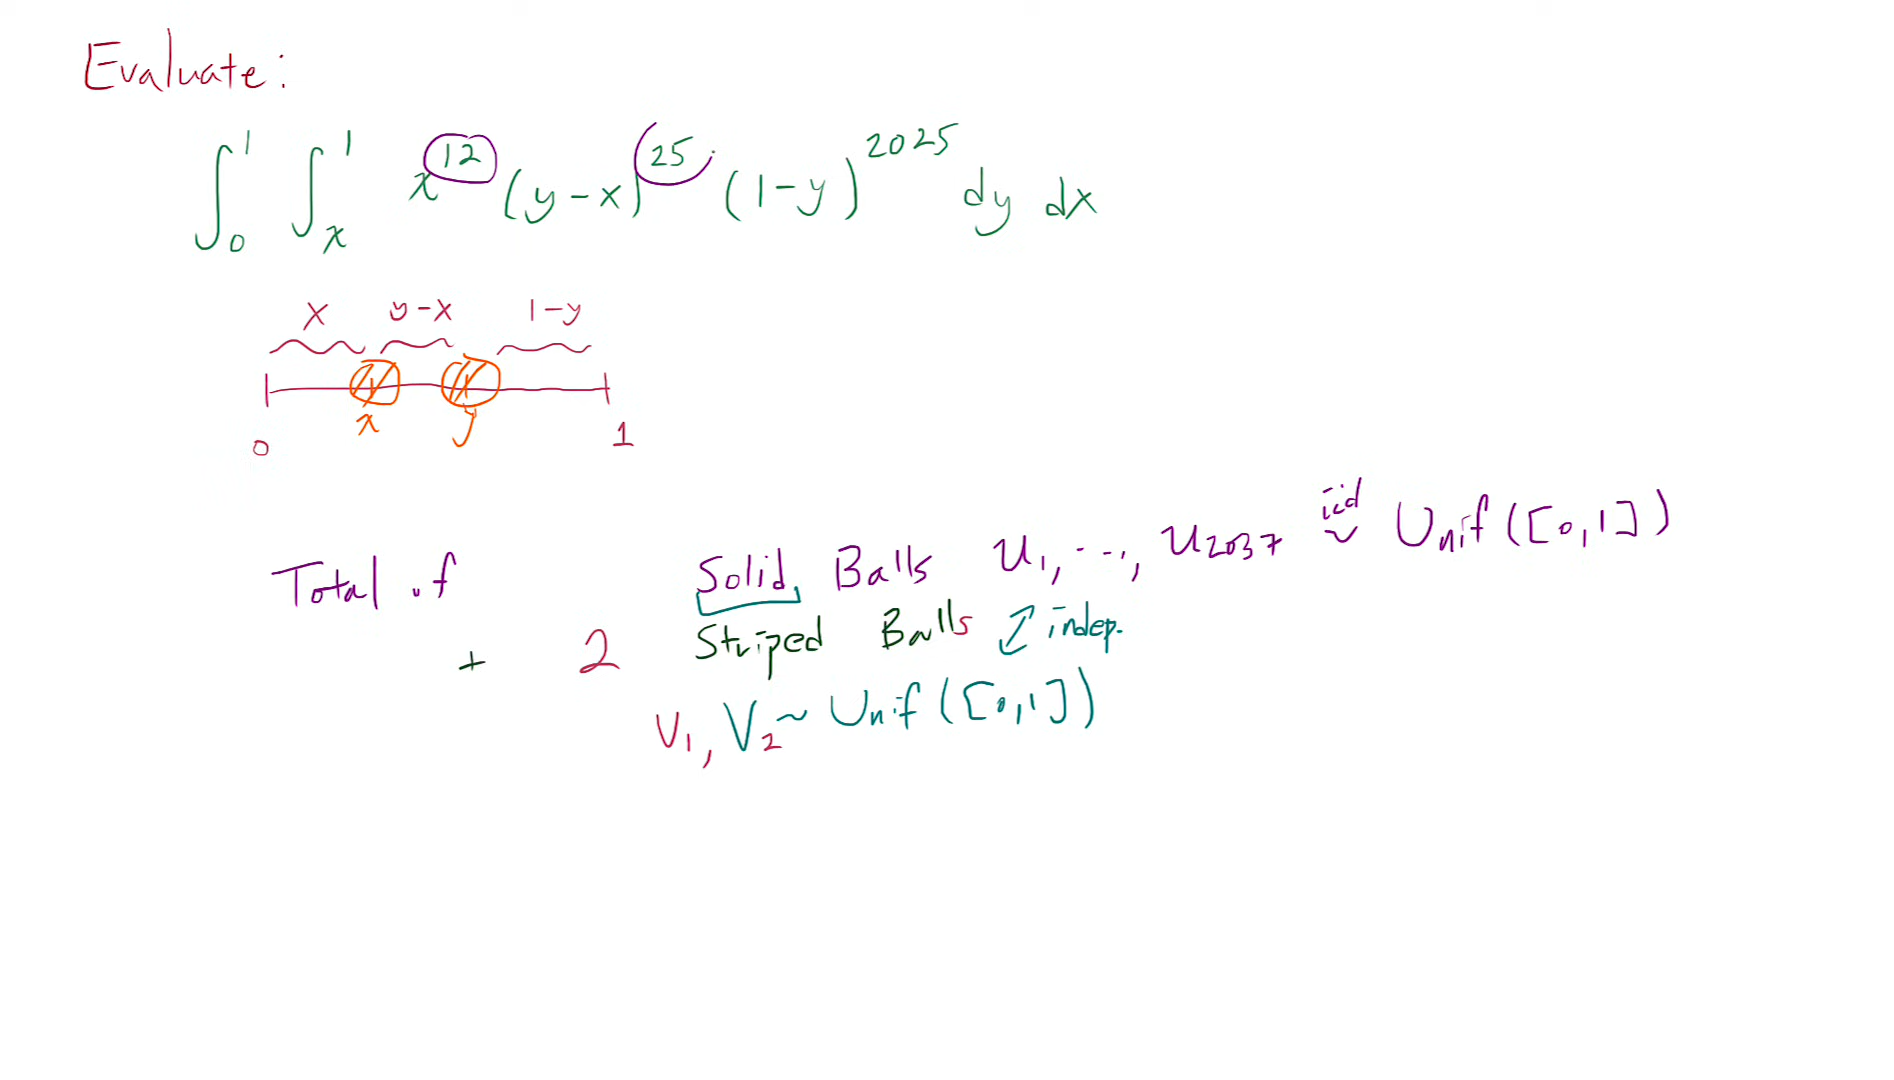 Evaluate:
∫₀¹ ∫ₓ¹ x¹² (y-x)²⁵ (1-y)²⁰²⁵ dy dx
x y-x 1-y
x y
0 1
Total of Solid Balls U₁, ..., U₂₀₃₇ iid ~ Unif([0,1])
+ 2 Striped Balls ↕ indep.
V₁, V₂ ~ Unif([0,1])